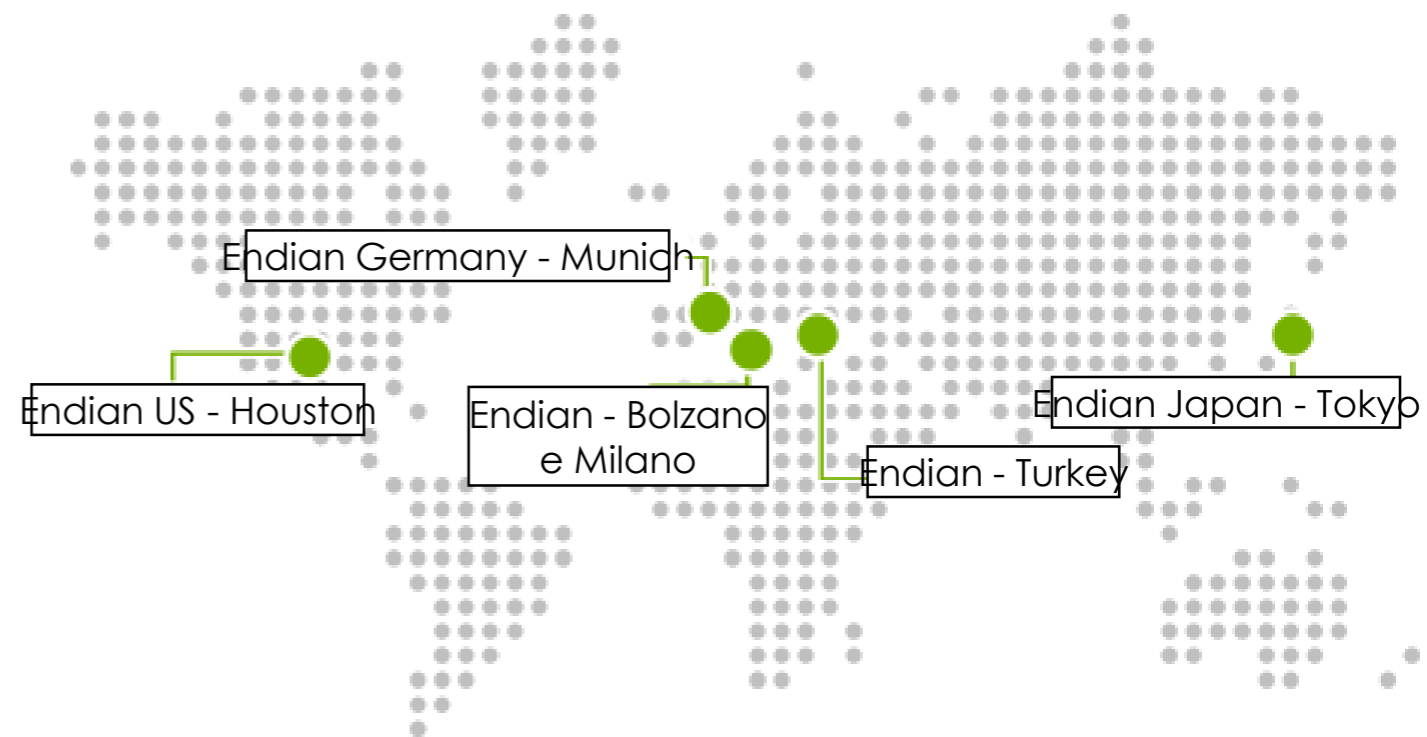 Endian Germany - Munich
Endian US - Houston
Endian - Bolzano
e Milano
Endian Japan - Tokyo
Endian - Turkey